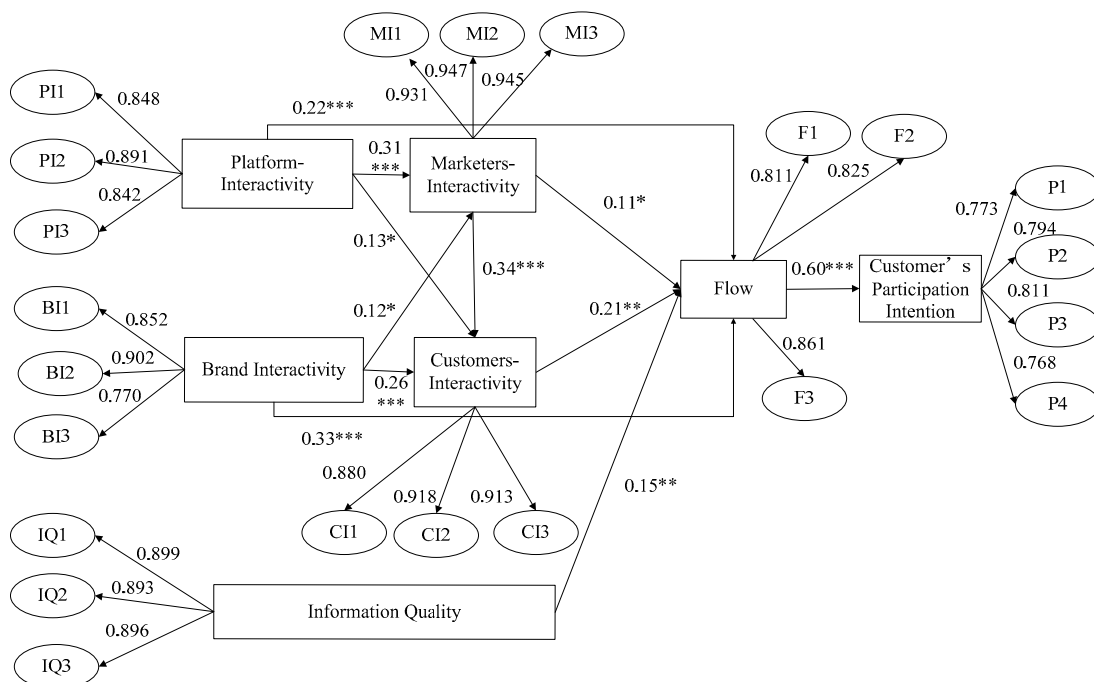 MI1
MI2
MI3
0.931
0.947
0.945
PI1
0.848
PI2
0.891
PI3
0.842
Platform-
Interactivity
0.22***
0.31
***
Marketers-
Interactivity
0.13*
0.34***
0.12*
0.11*
0.21**
F1
F2
0.811
0.825
Flow
0.861
F3
0.60***
Customer’s
Participation
Intention
0.773
P1
0.794
P2
0.811
P3
0.768
P4
BI1
0.852
BI2
0.902
0.770
BI3
Brand Interactivity
0.26
***
Customers-
Interactivity
0.33***
0.880
0.918
0.913
CI1
CI2
CI3
0.15**
IQ1
0.899
IQ2
0.893
0.896
IQ3
Information Quality